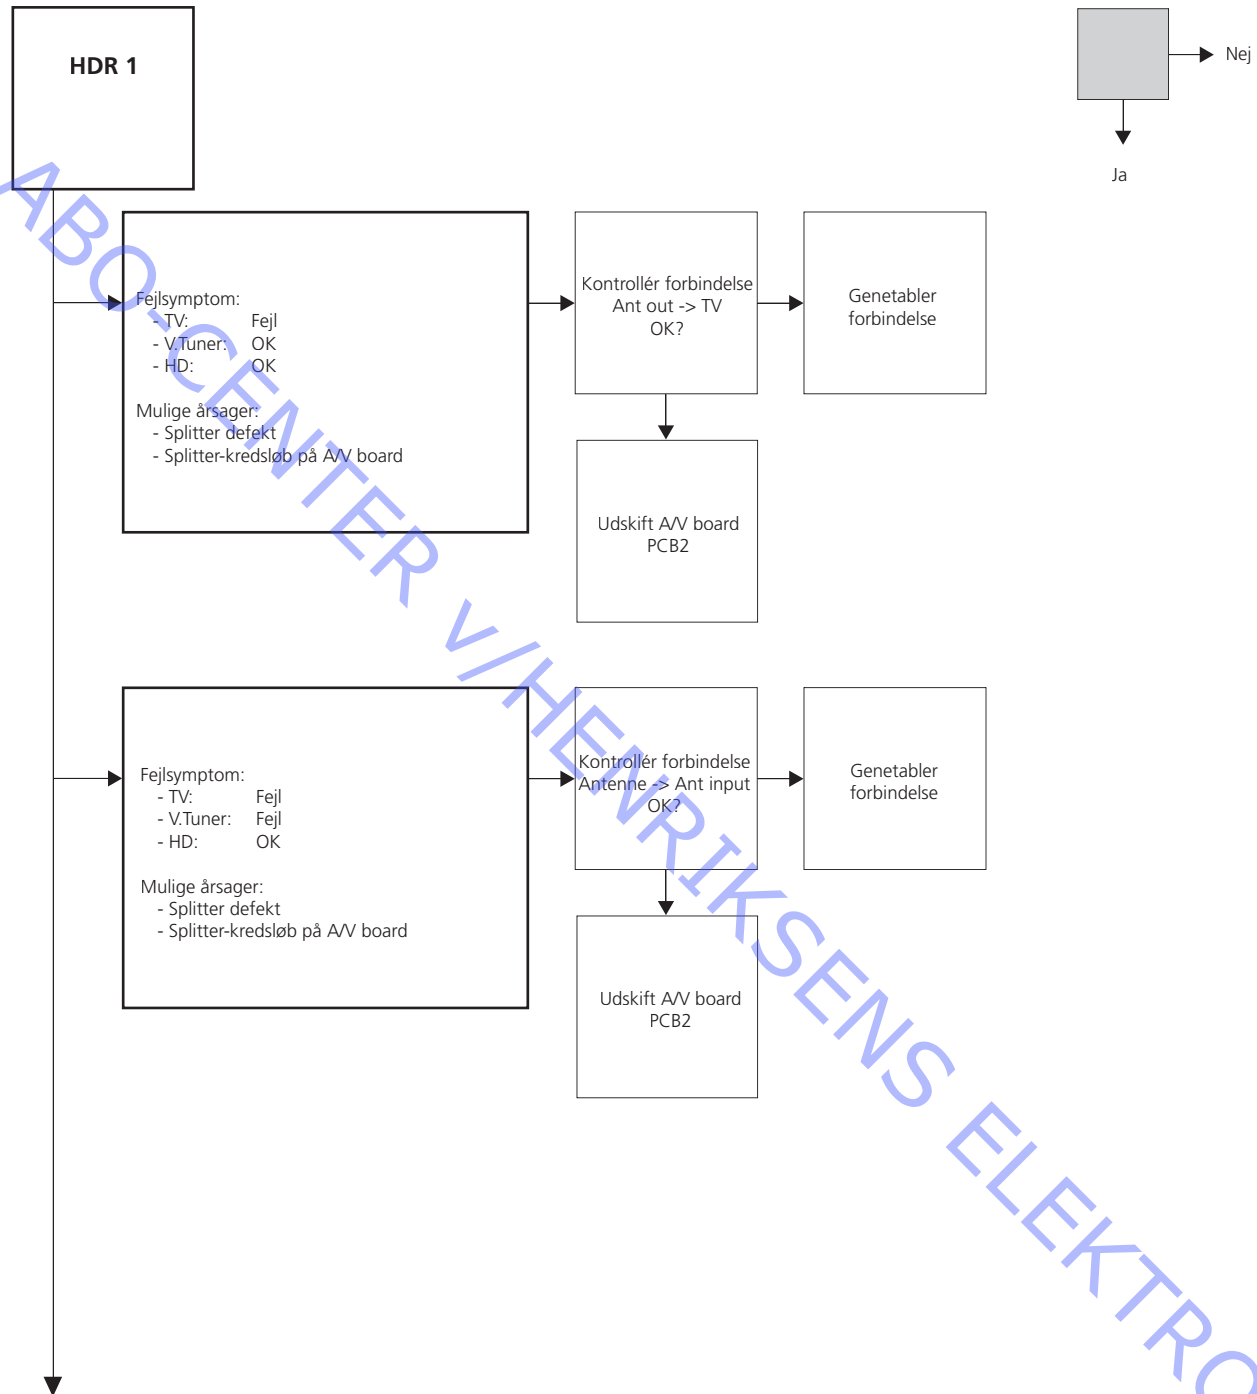 HDR 1
Nej
Ja
Fejlsymptom:
- TV: Fejl
- V.Tuner: OK
- HD: OK
Mulige årsager:
- Splitter defekt
- Splitter-kredsløb på A/V board
Kontrollér forbindelse
Ant out -> TV
OK?
Genetabler
forbindelse
Udskift A/V board
PCB2
Fejlsymptom:
- TV: Fejl
- V.Tuner: Fejl
- HD: OK
Mulige årsager:
- Splitter defekt
- Splitter-kredsløb på A/V board
Kontrollér forbindelse
Antenne -> Ant input
OK?
Genetabler
forbindelse
Udskift A/V board
PCB2
ABO-CENTER v/HENRIKSENS ELEKTRO